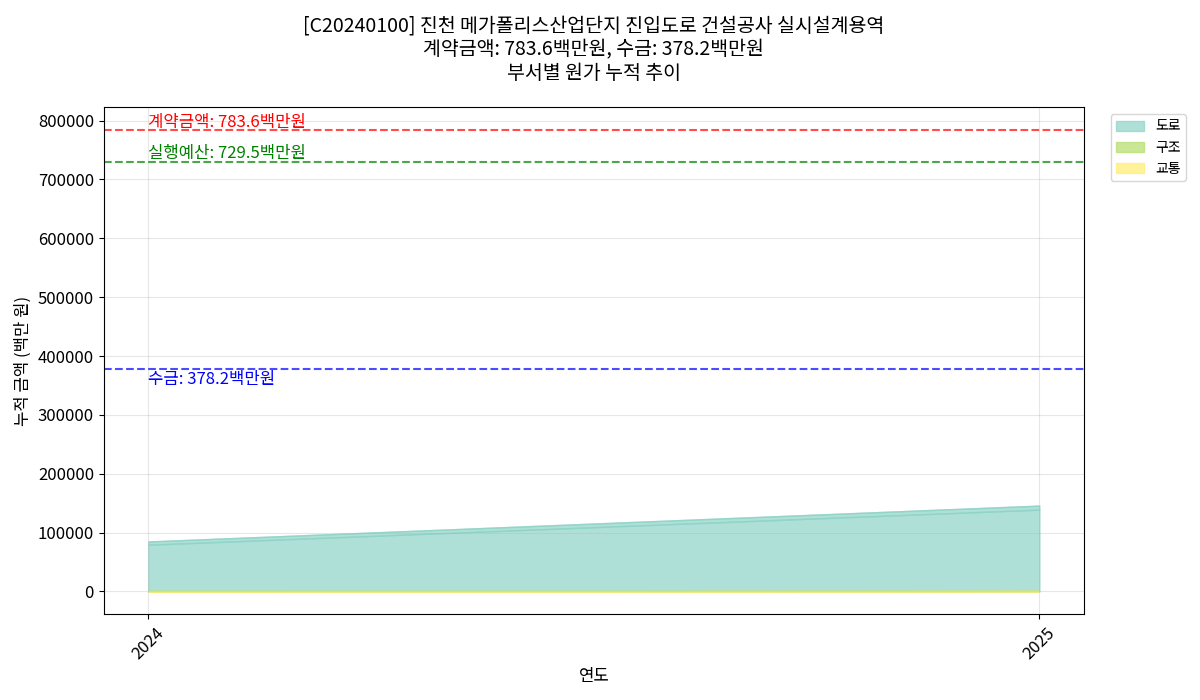 [C20240100] 진천 메가폴리스산업단지 진입도로 건설공사 실시설계용역
계약금액: 783.6백만원, 수금: 378.2백만원
부서별 원가 누적 추이
800000
계약금액: 783.6백만원
실행예산: 729.5백만원
700000
600000
500000
400000
수금: 378.2백만원
300000
200000
100000
0
누적 금액 (백만 원)
2024
2025
연도
도로
구조
교통